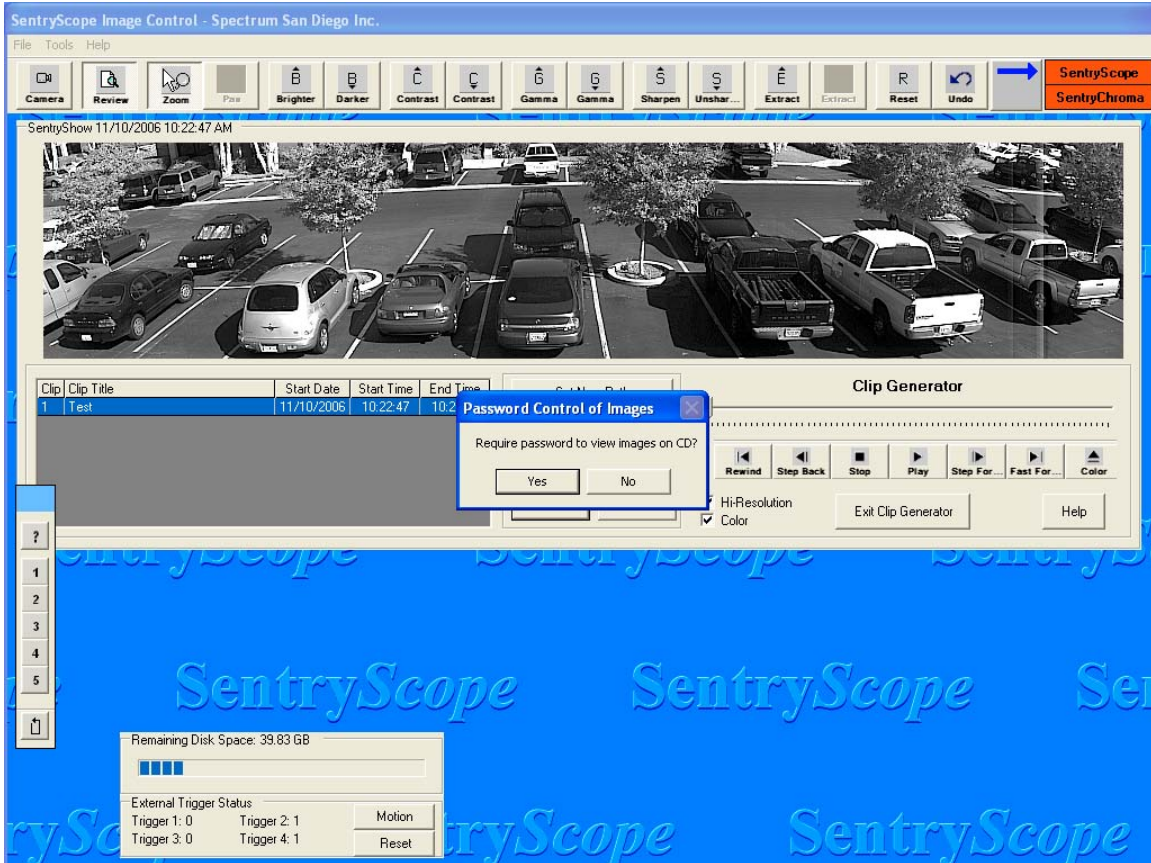 SentryScope Image Control - Spectrum San Diego Inc.
File Tools Help
Camera Review Zoom Pan Brighter Darker Contrast Contrast Gamma Gamma Sharpen Unshar... Extract Extract Reset Undo
SentryScope
SentryChroma
SentryShow 11/10/2006 10:22:47 AM
Clip Clip Title Start Date Start Time End Time
1 Test 11/10/2006 10:22:47 10:2
Clip Generator
Password Control of Images
Require password to view images on CD?
Yes No
Rewind Step Back Stop Play Step For... Fast For... Color
Hi-Resolution
Color
Exit Clip Generator
Help
?
1
2
3
4
5
SentryScope SentryScope
Remaining Disk Space: 39.83 GB
External Trigger Status
Trigger 1: 0 Trigger 2: 1
Trigger 3: 0 Trigger 4: 1
Motion
Reset
SentryScope